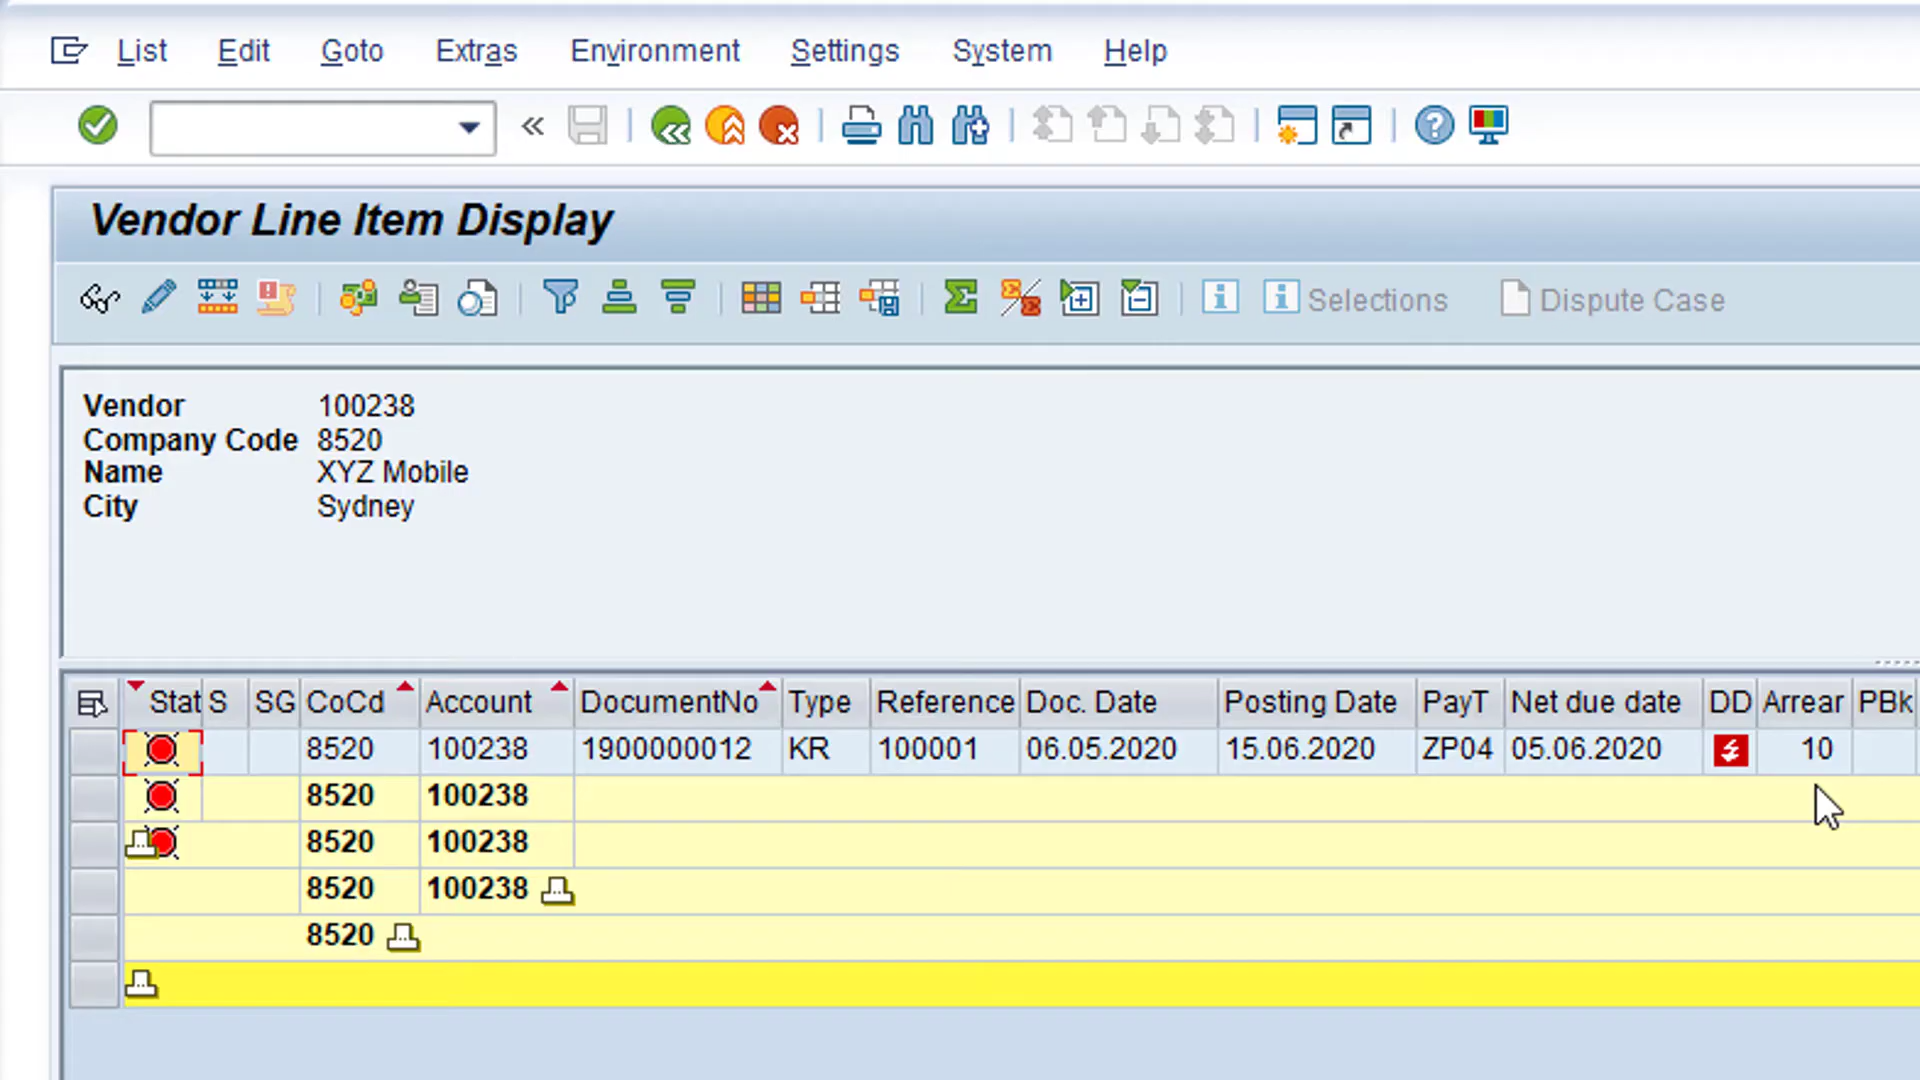 List Edit Goto Extras Environment Settings System Help
Vendor Line Item Display
Selections Dispute Case
Vendor 100238
Company Code 8520
Name XYZ Mobile
City Sydney
Stat S SG CoCd Account DocumentNo Type Reference Doc. Date Posting Date PayT Net due date DD Arrear PBk
8520 100238 1900000012 KR 100001 06.05.2020 15.06.2020 ZP04 05.06.2020 10
8520 100238
8520 100238
8520 100238
8520